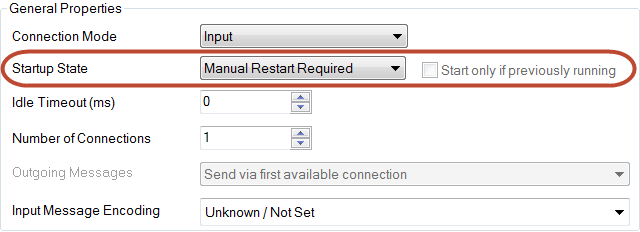 General Properties
Connection Mode Input
Startup State Manual Restart Required Start only if previously running
Idle Timeout (ms) 0
Number of Connections 1
Outgoing Messages Send via first available connection
Input Message Encoding Unknown / Not Set